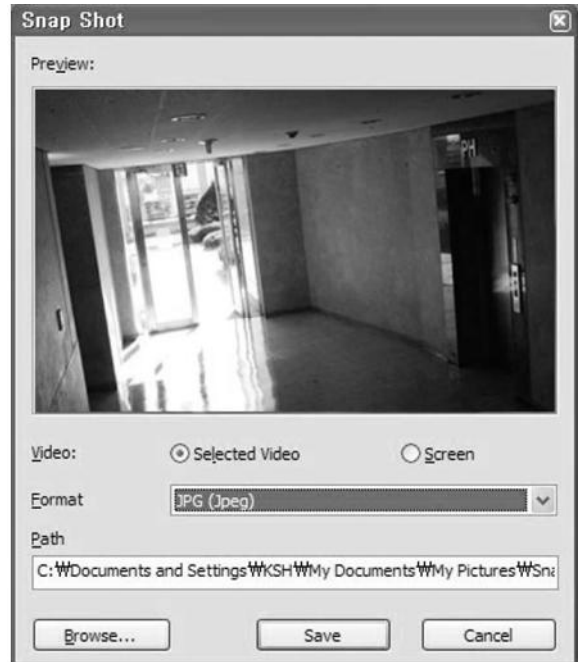 Snap Shot
Preview:
PH
Video:
Selected Video
Screen
Format
JPG (Jpeg)
Path
C:₩Documents and Settings₩KSH₩My Documents₩My Pictures₩Sna
Browse...
Save
Cancel